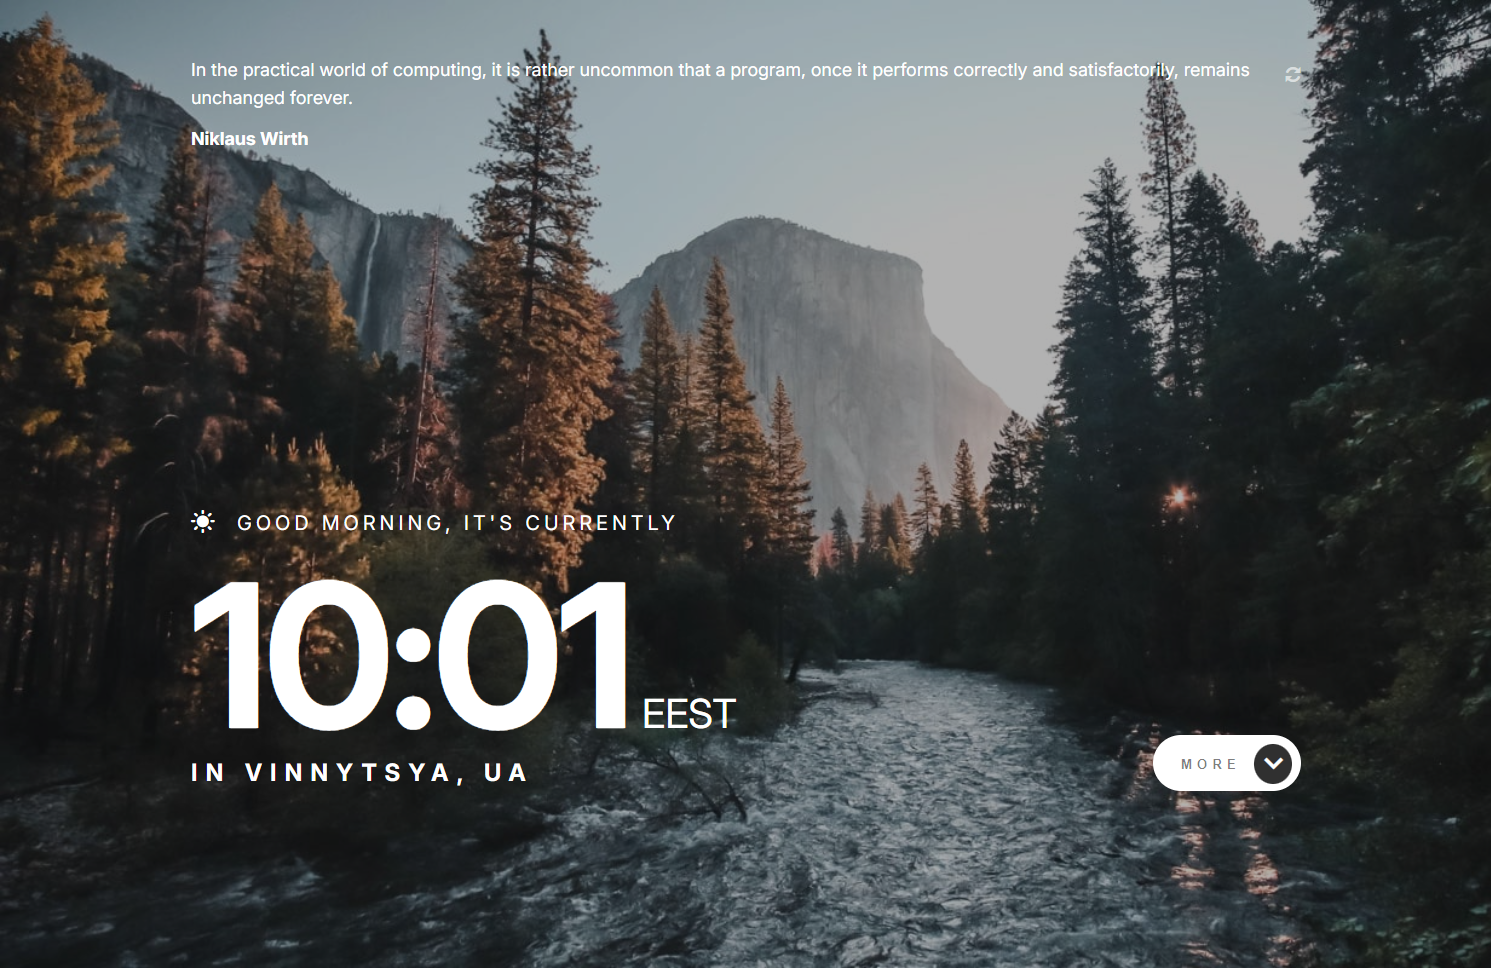 In the practical world of computing, it is rather uncommon that a program, once it performs correctly and satisfactorily, remains
unchanged forever.
Niklaus Wirth
GOOD MORNING, IT'S CURRENTLY
10:01 EEST
IN VINNYTSYA, UA
MORE